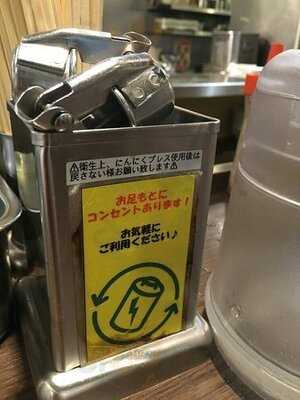 ⚠衛生上、にんにくプレス使用後は
戻さない様お願い致します⚠
お足もとに
コンセントあります！
お気軽に
ご利用ください♪